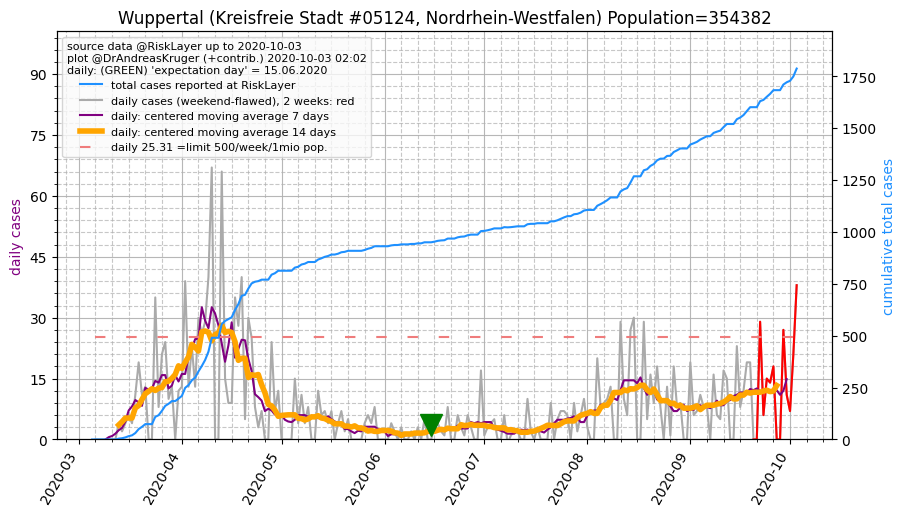 Wuppertal (Kreisfreie Stadt #05124, Nordrhein-Westfalen) Population=354382
source data @RiskLayer up to 2020-10-03
plot @DrAndreasKruger (+contrib.) 2020-10-03 02:02
daily: (GREEN) 'expectation day' = 15.06.2020
total cases reported at RiskLayer
daily cases (weekend-flawed), 2 weeks: red
daily: centered moving average 7 days
daily: centered moving average 14 days
daily 25.31 =limit 500/week/1mio pop.
daily cases
90
75
60
45
30
15
0
cumulative total cases
1750
1500
1250
1000
750
500
250
0
2020-03
2020-04
2020-05
2020-06
2020-07
2020-08
2020-09
2020-10